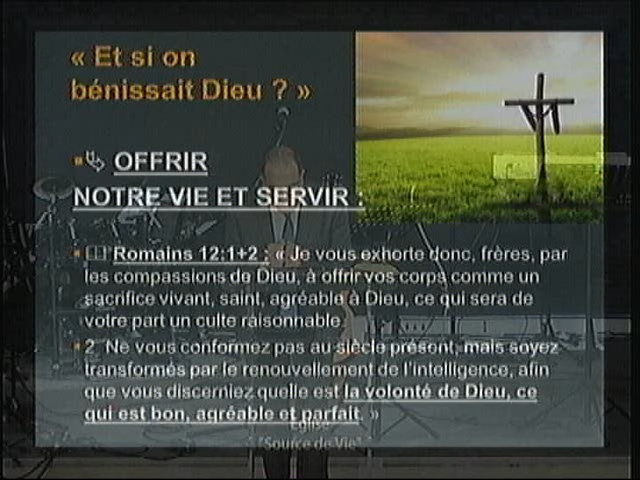 « Et si on
bénissait Dieu ? »
OFFRIR
NOTRE VIE ET SERVIR :
Romains 12:1+2 : « Je vous exhorte donc, frères, par
les compassions de Dieu, à offrir vos corps comme un
sacrifice vivant, saint, agréable à Dieu, ce qui sera de
votre part un culte raisonnable.
2 Ne vous conformez pas au siècle présent, mais soyez
transformés par le renouvellement de l'intelligence, afin
que vous discerniez quelle est la volonté de Dieu, ce
qui est bon, agréable et parfait. »
Eglise
"Source de Vie"